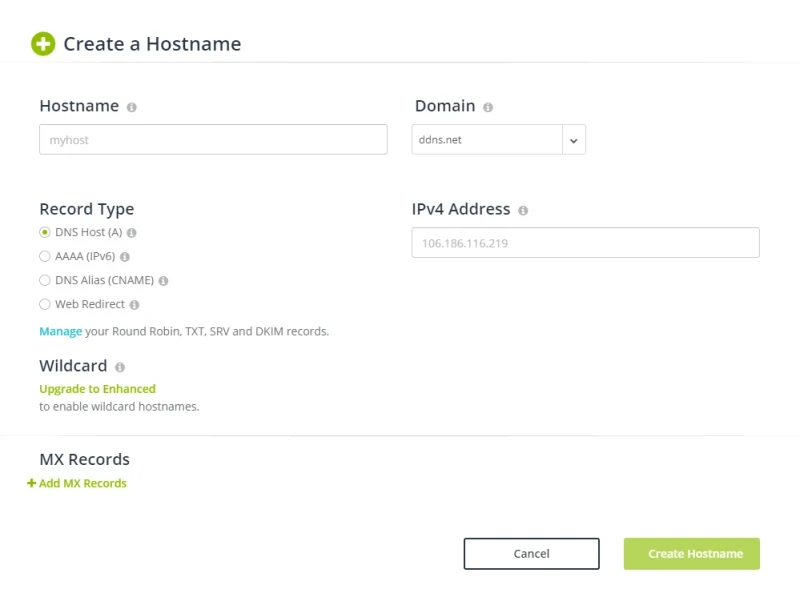 Create a Hostname
Hostname
Domain
myhost
ddns.net
Record Type
IPv4 Address
DNS Host (A)
106.186.116.219
AAAA (IPv6)
DNS Alias (CNAME)
Web Redirect
Manage your Round Robin, TXT, SRV and DKIM records.
Wildcard
Upgrade to Enhanced
to enable wildcard hostnames.
MX Records
Add MX Records
Cancel
Create Hostname